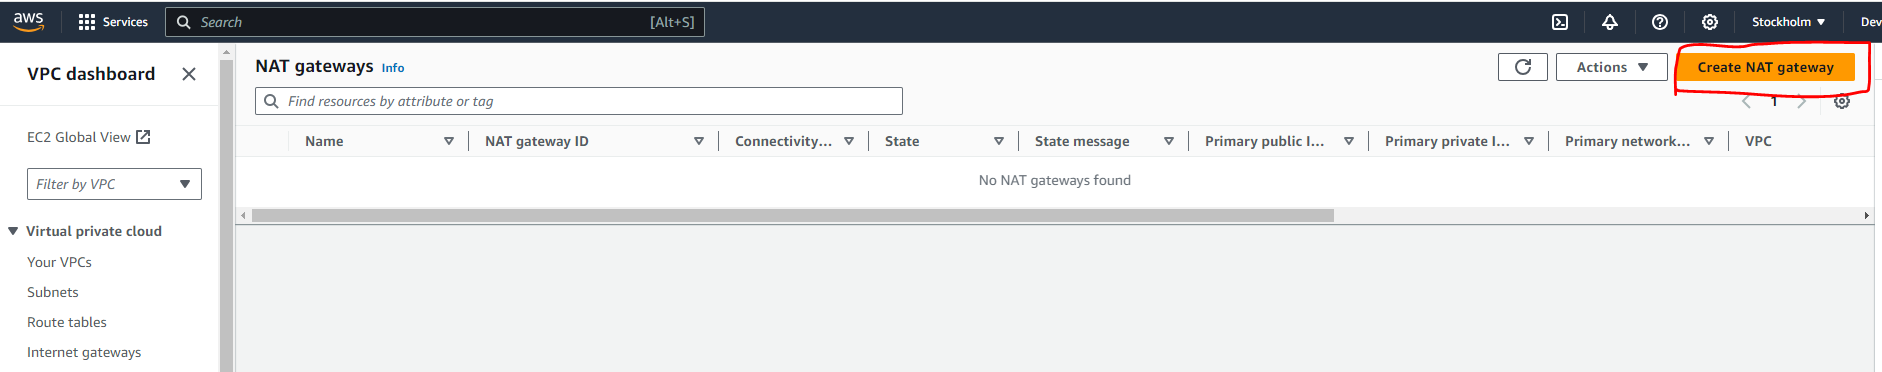 aws Services Search [Alt+S] Stockholm Dev
VPC dashboard
NAT gateways Info Actions Create NAT gateway
Find resources by attribute or tag 1
EC2 Global View
Name NAT gateway ID Connectivity... State State message Primary public I... Primary private I... Primary network... VPC
Filter by VPC
No NAT gateways found
Virtual private cloud
Your VPCs
Subnets
Route tables
Internet gateways